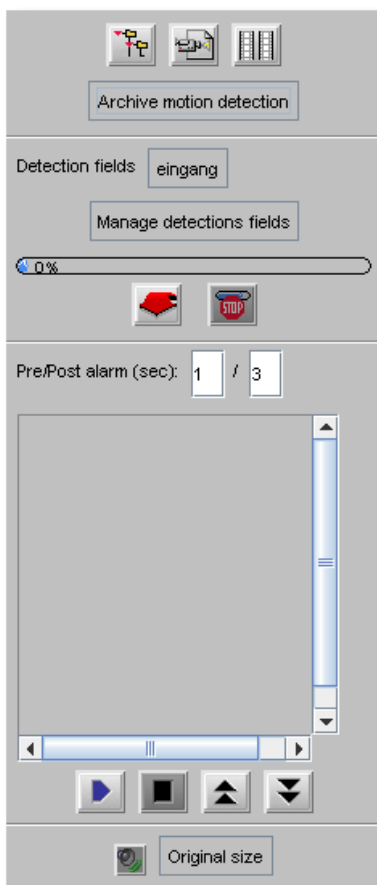 Archive motion detection
Detection fields eingang
Manage detections fields
0%
STOP
Pre/Post alarm (sec): 1 / 3
Original size